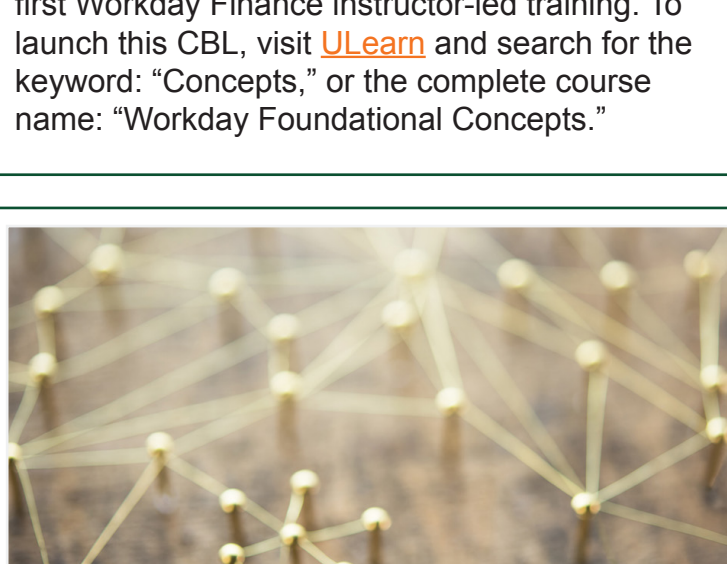 first Workday Finance instructor-led training. To
launch this CBL, visit ULearn and search for the
keyword: “Concepts,” or the complete course
name: “Workday Foundational Concepts.”